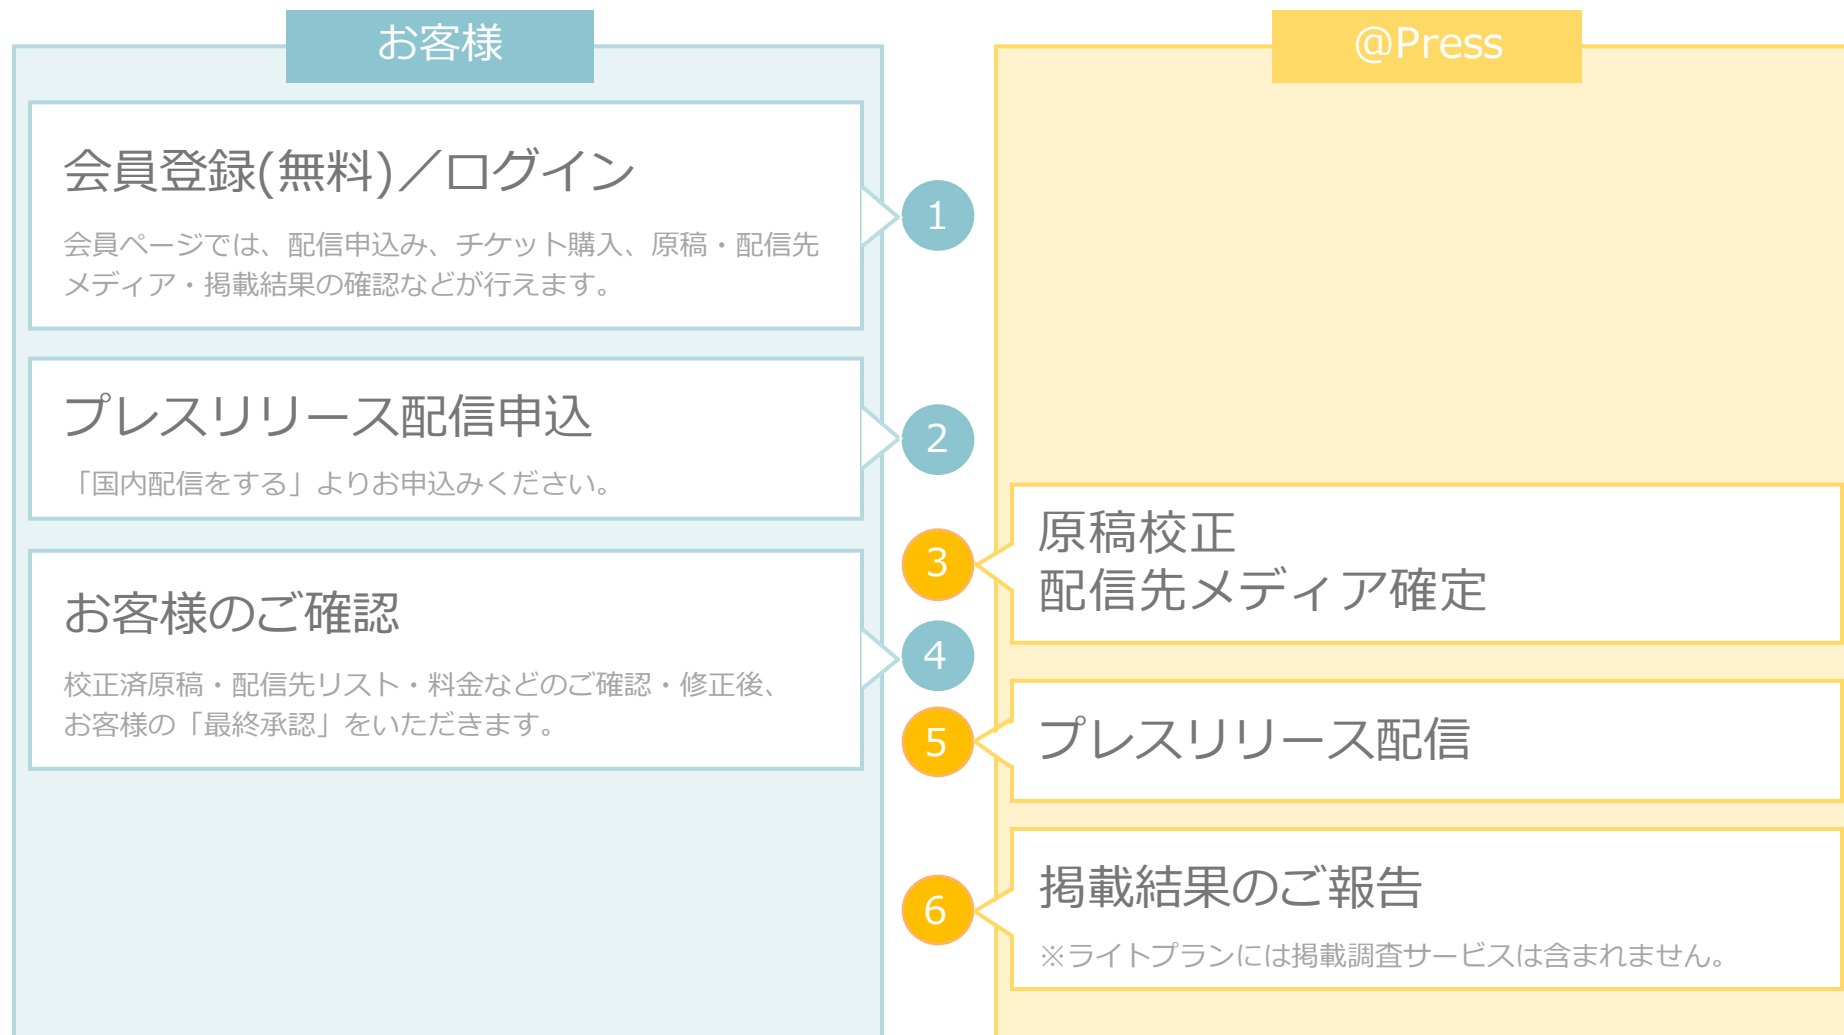 お客様
@Press
会員登録(無料)／ログイン
会員ページでは、配信申込み、チケット購入、原稿・配信先
メディア・掲載結果の確認などが行えます。
1
プレスリリース配信申込
「国内配信をする」よりお申込みください。
2
3
原稿校正
配信先メディア確定
お客様のご確認
校正済原稿・配信先リスト・料金などのご確認・修正後、
お客様の「最終承認」をいただきます。
4
5
プレスリリース配信
6
掲載結果のご報告
※ライトプランには掲載調査サービスは含まれません。